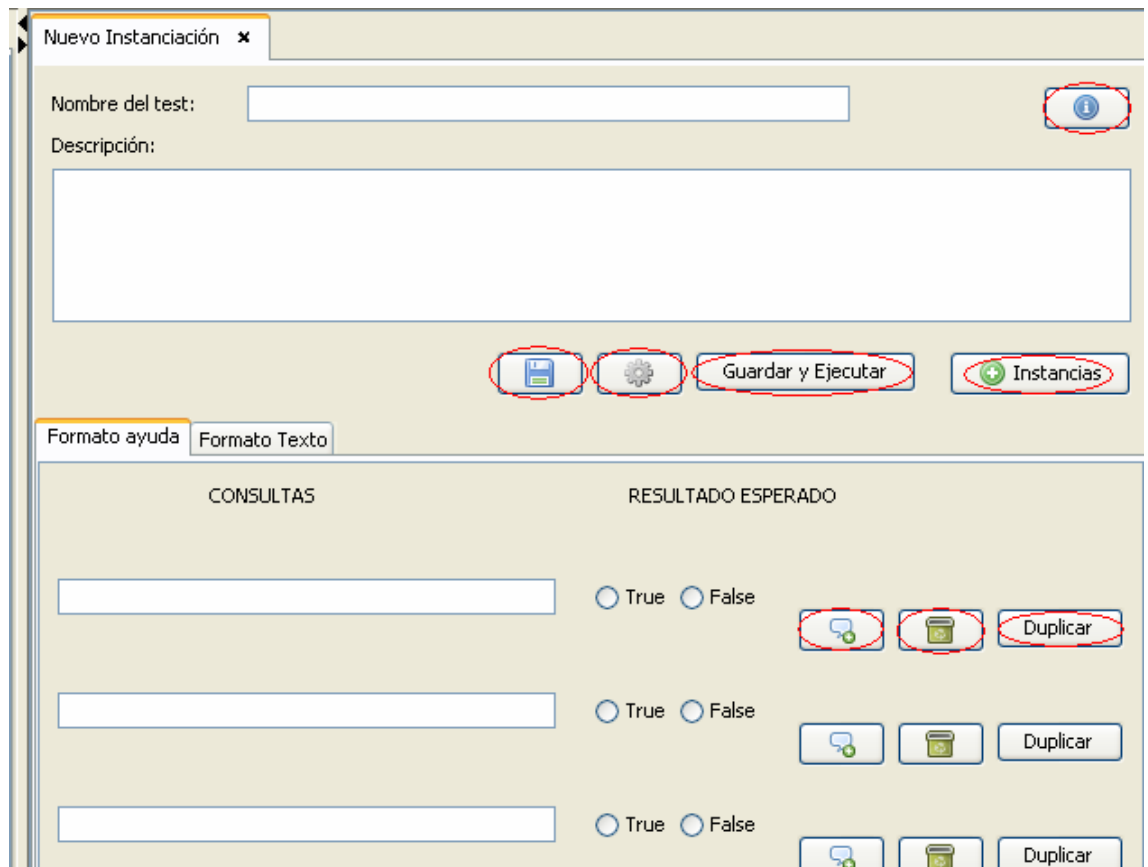 Nuevo Instanciación
Nombre del test:
Descripción:
Guardar y Ejecutar
Instancias
Formato ayuda
Formato Texto
CONSULTAS RESULTADO ESPERADO
True False
Duplicar
True False
Duplicar
True False
Duplicar